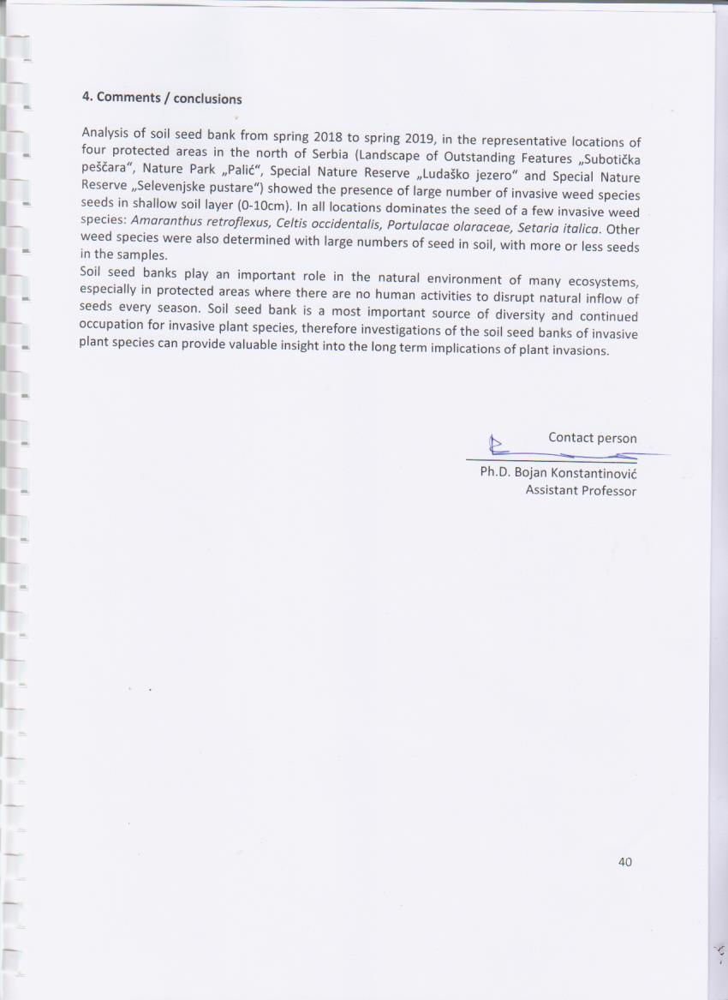 4. Comments / conclusions
Analysis of soil seed bank from spring 2018 to spring 2019, in the representative locations of
four protected areas in the north of Serbia (Landscape of Outstanding Features „Subotička
peščara“, Nature Park „Palić“, Special Nature Reserve „Ludaško jezero“ and Special Nature
Reserve „Selevenjske pustare“) showed the presence of large number of invasive weed species
seeds in shallow soil layer (0-10cm). In all locations dominates the seed of a few invasive weed
species: Amaranthus retroflexus, Celtis occidentalis, Portulacae olaraceae, Setaria italica. Other
weed species were also determined with large numbers of seed in soil, with more or less seeds
in the samples.
Soil seed banks play an important role in the natural environment of many ecosystems,
especially in protected areas where there are no human activities to disrupt natural inflow of
seeds every season. Soil seed bank is a most important source of diversity and continued
occupation for invasive plant species, therefore investigations of the soil seed banks of invasive
plant species can provide valuable insight into the long term implications of plant invasions.
Contact person
Ph.D. Bojan Konstantinović
Assistant Professor
40